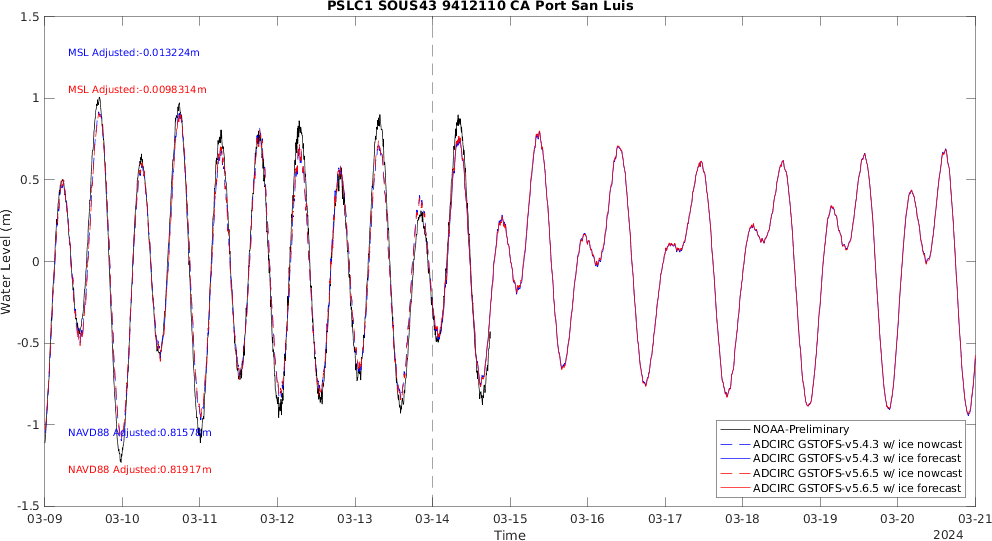 PSLC1 SOUS43 9412110 CA Port San Luis
1.5
MSL Adjusted:-0.013224m
MSL Adjusted:-0.0098314m
1
0.5
0
-0.5
-1
-1.5
Water Level (m)
NAVD88 Adjusted:0.81578m
NAVD88 Adjusted:0.81917m
NOAA-Preliminary
ADCIRC GSTOFS-v5.4.3 w/ ice nowcast
ADCIRC GSTOFS-v5.4.3 w/ ice forecast
ADCIRC GSTOFS-v5.6.5 w/ ice nowcast
ADCIRC GSTOFS-v5.6.5 w/ ice forecast
03-09 03-10 03-11 03-12 03-13 03-14 03-15 03-16 03-17 03-18 03-19 03-20 03-21
Time
2024